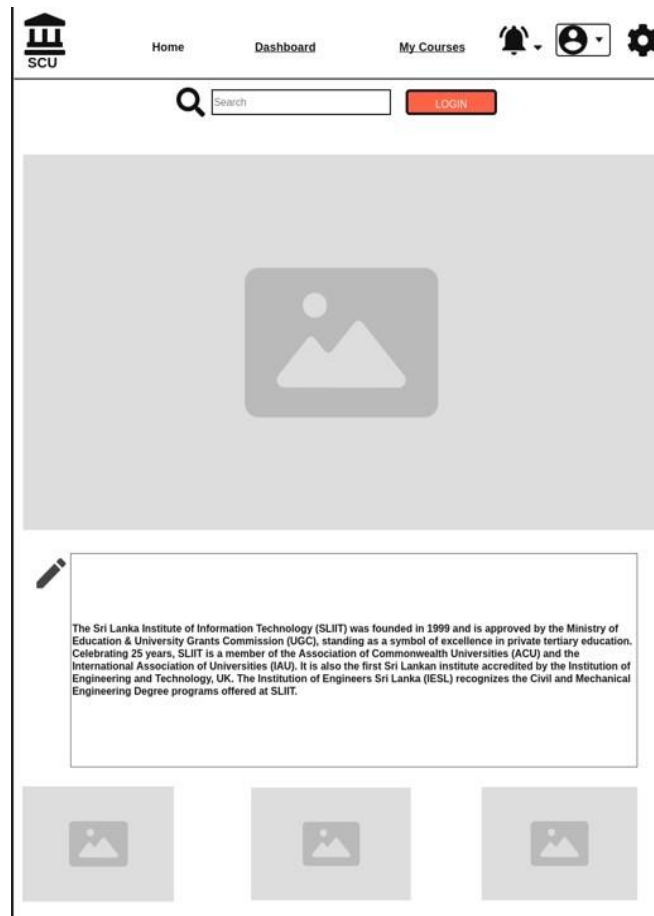 SCU
Home
Dashboard
My Courses
Search
LOGIN
The Sri Lanka Institute of Information Technology (SLIIT) was founded in 1999 and is approved by the Ministry of
Education & University Grants Commission (UGC), standing as a symbol of excellence in private tertiary education.
Celebrating 25 years, SLIIT is a member of the Association of Commonwealth Universities (ACU) and the
International Association of Universities (IAU). It is also the first Sri Lankan institute accredited by the Institution of
Engineering and Technology, UK. The Institution of Engineers Sri Lanka (IESL) recognizes the Civil and Mechanical
Engineering Degree programs offered at SLIIT.